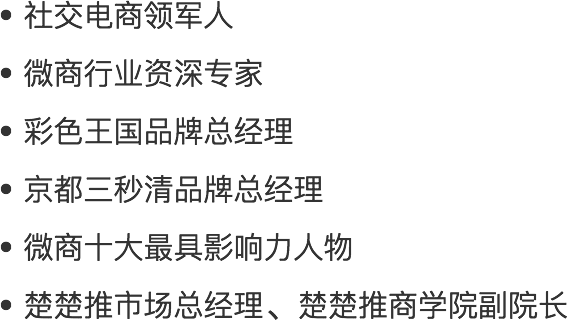 • 社交电商领军人
• 微商行业资深专家
• 彩色王国品牌总经理
• 京都三秒清品牌总经理
• 微商十大最具影响力人物
• 楚楚推市场总经理、楚楚推商学院副院长